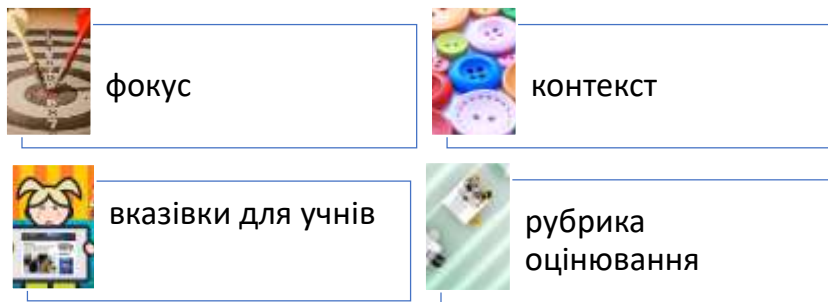 фокус
контекст
вказівки для учнів
рубрика
оцінювання